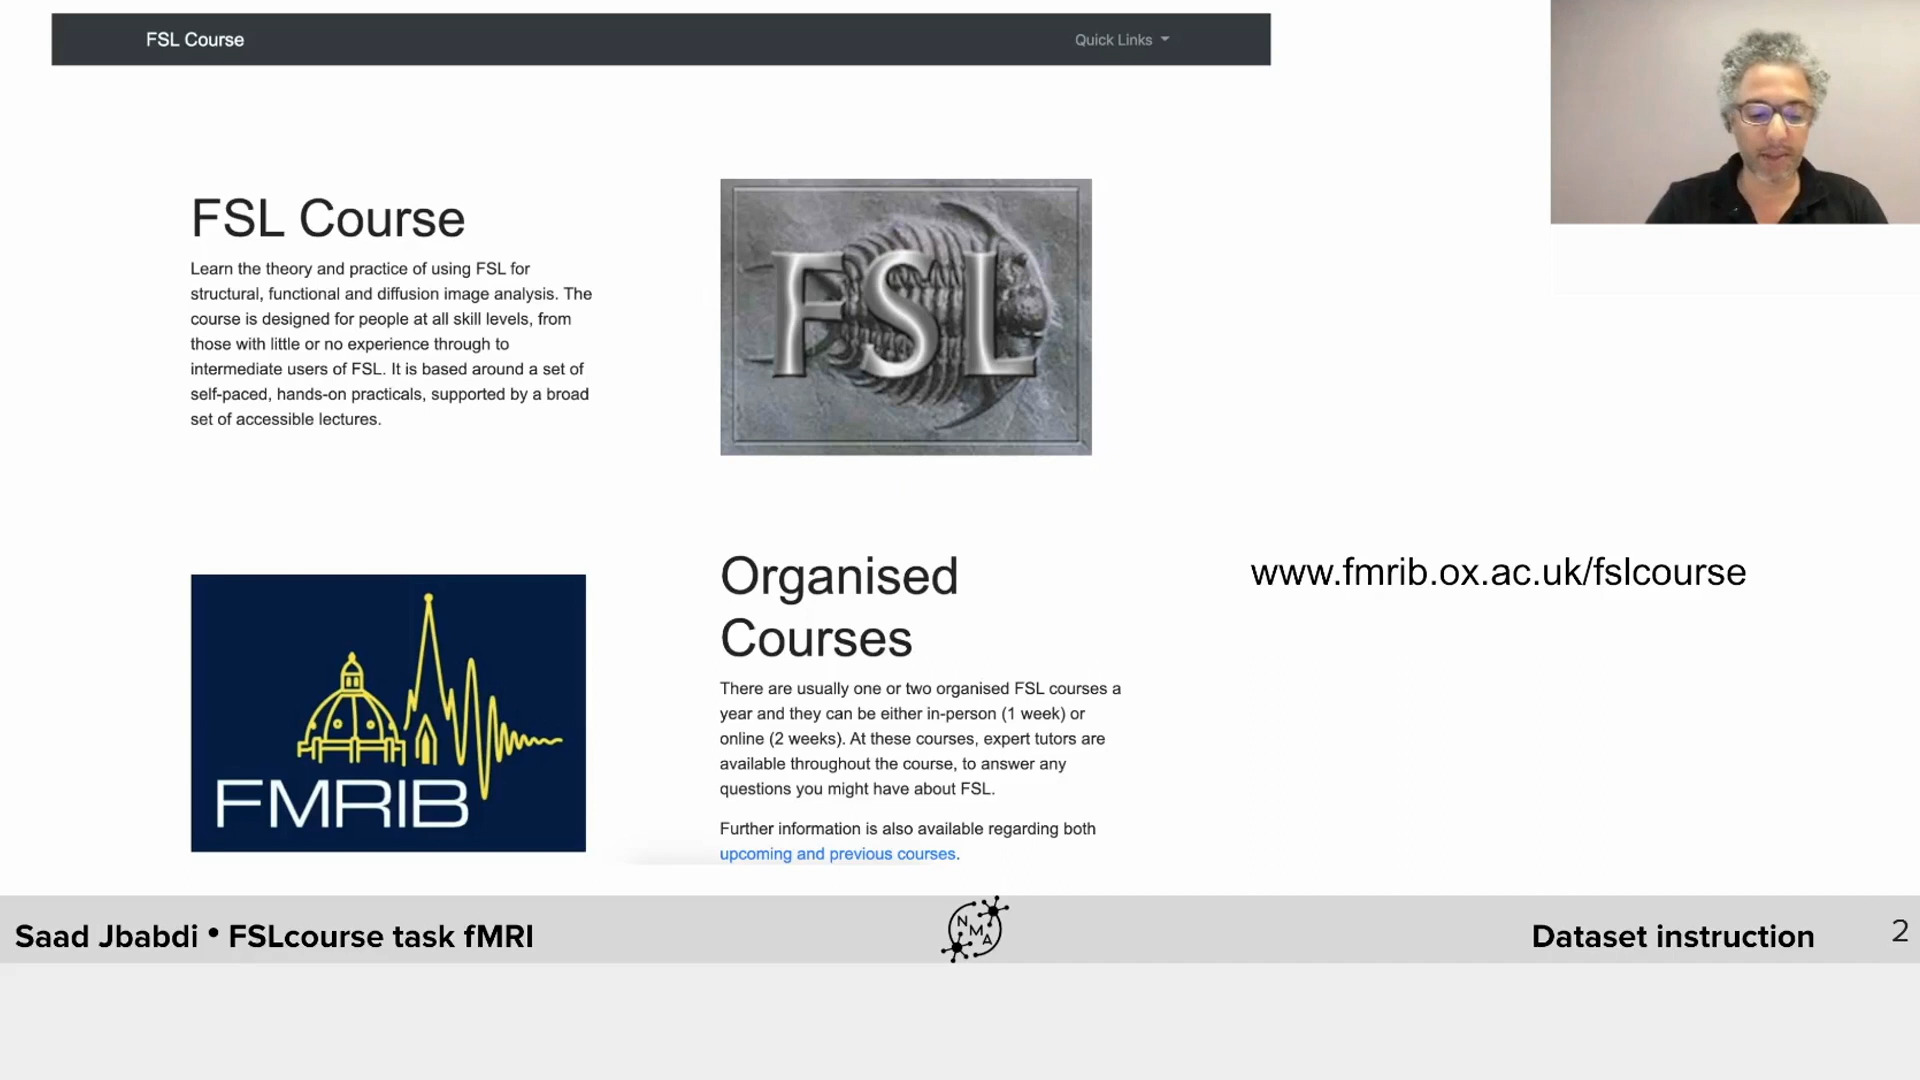 FSL Course
Quick Links
FSL Course
Learn the theory and practice of using FSL for
structural, functional and diffusion image analysis. The
course is designed for people at all skill levels, from
those with little or no experience through to
intermediate users of FSL. It is based around a set of
self-paced, hands-on practicals, supported by a broad
set of accessible lectures.
FSL
FMRIB
Organised
Courses
There are usually one or two organised FSL courses a
year and they can be either in-person (1 week) or
online (2 weeks). At these courses, expert tutors are
available throughout the course, to answer any
questions you might have about FSL.
Further information is also available regarding both
upcoming and previous courses.
www.fmrib.ox.ac.uk/fslcourse
Saad Jbabdi • FSLcourse task fMRI
NMA
Dataset instruction
2